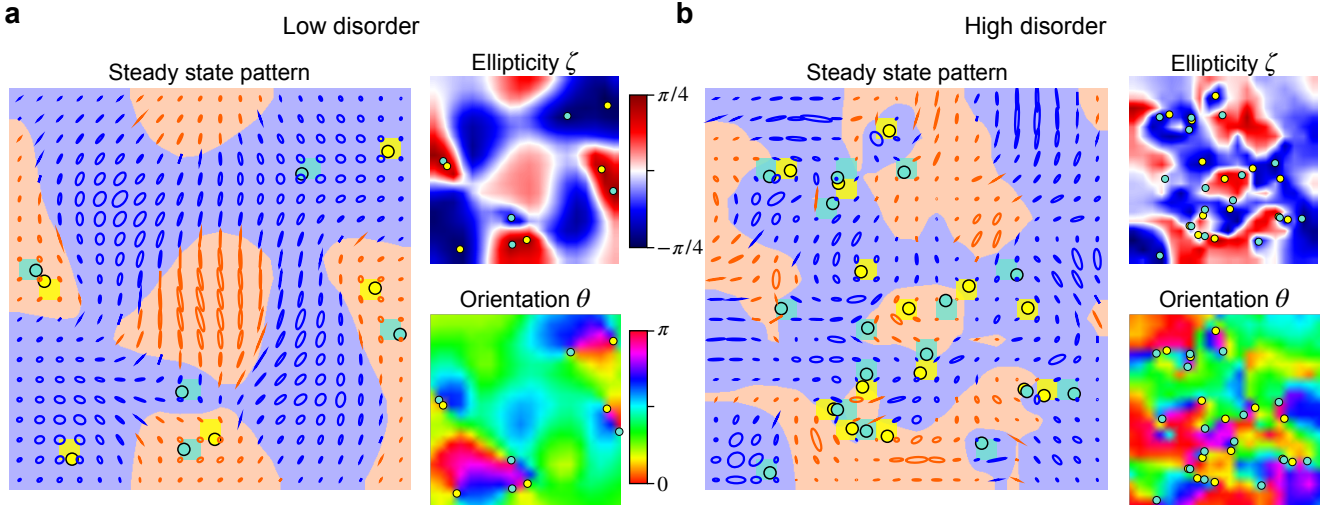 a
Low disorder
Steady state pattern
Ellipticity ζ
π/4
−π/4
Orientation θ
π
0
b
High disorder
Steady state pattern
Ellipticity ζ
Orientation θ